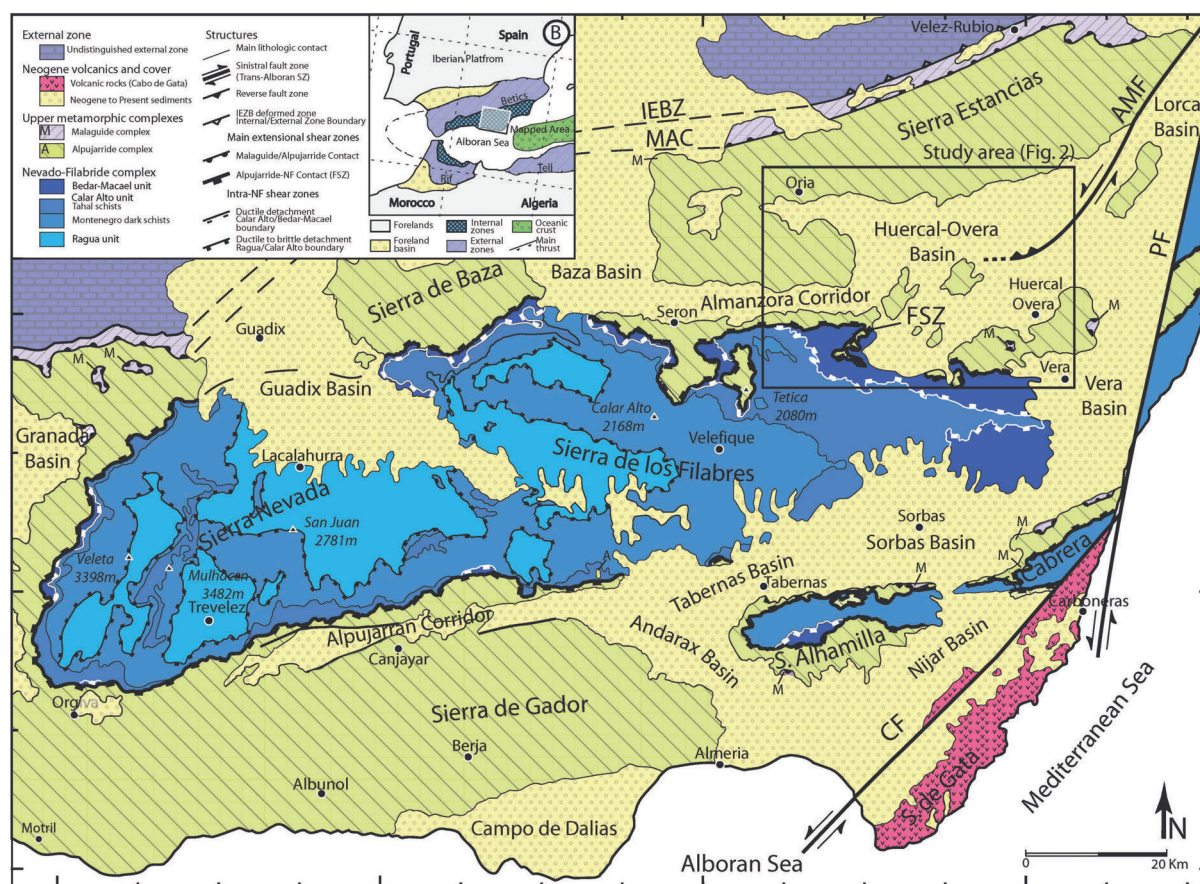 External zone
Undistinguished external zone
Neogene volcanics and cover
Volcanic rocks (Cabo de Gata)
Neogene to Present sediments
Upper metamorphic complexes
M
Malaguide complex
A
Alpujarride complex
Nevado-Filabride complex
Bedar-Macael unit
Calar Alto unit
Tahal schists
Montenegro dark schists
Ragua unit
Structures
Main lithologic contact
Sinistral fault zone
(Trans-Alboran SZ)
Reverse fault zone
IEZB deformed zone
Internal/External Zone Boundary
Main extensional shear zones
Malaguide/Alpujarride Contact
Alpujarride-NF Contact (FSZ)
Intra-NF shear zones
Ductile detachment
Calar Alto/Bedar-Macael
boundary
Ductile to brittle detachment
Ragua/Calar Alto boundary
B
Portugal
Spain
Iberian Platfrom
Betics
Mapped Area
Alboran Sea
Rif
Tell
Morocco
Algeria
Forelands
Foreland
basin
Internal
zones
External
zones
Oceanic
crust
Main
thrust
Velez-Rubio
IEBZ
MAC
M
Sierra Estancias
AMF
Lorca
Basin
Study area (Fig. 2)
Oria
Huercal-Overa
Basin
PF
Baza Basin
Sierra de Baza
Almanzora Corridor
Seron
Huercal
Overa
M
FSZ
M
Guadix
M
M
Guadix Basin
Vera
Vera
Basin
Tetica
2080m
Calar Alto
2168m
Granada
Basin
Velefique
Lacalahurra
Sierra de los Filabres
Sierra Nevada
San Juan
2781m
Sorbas
Sorbas Basin
M
Veleta
3398m
A
M
Cabrera
Mulhacen
3482m
Trevelez
Tabernas Basin
Tabernas
M
Carboneras
Alpujarran Corridor
Canjayar
Andarax Basin
S. Alhamilla
Nijar Basin
M
Orgiva
Sierra de Gador
CF
Mediterranean Sea
Berja
Almeria
S. de Gata
Albunol
Motril
Campo de Dalias
Alboran Sea
N
0
20 Km